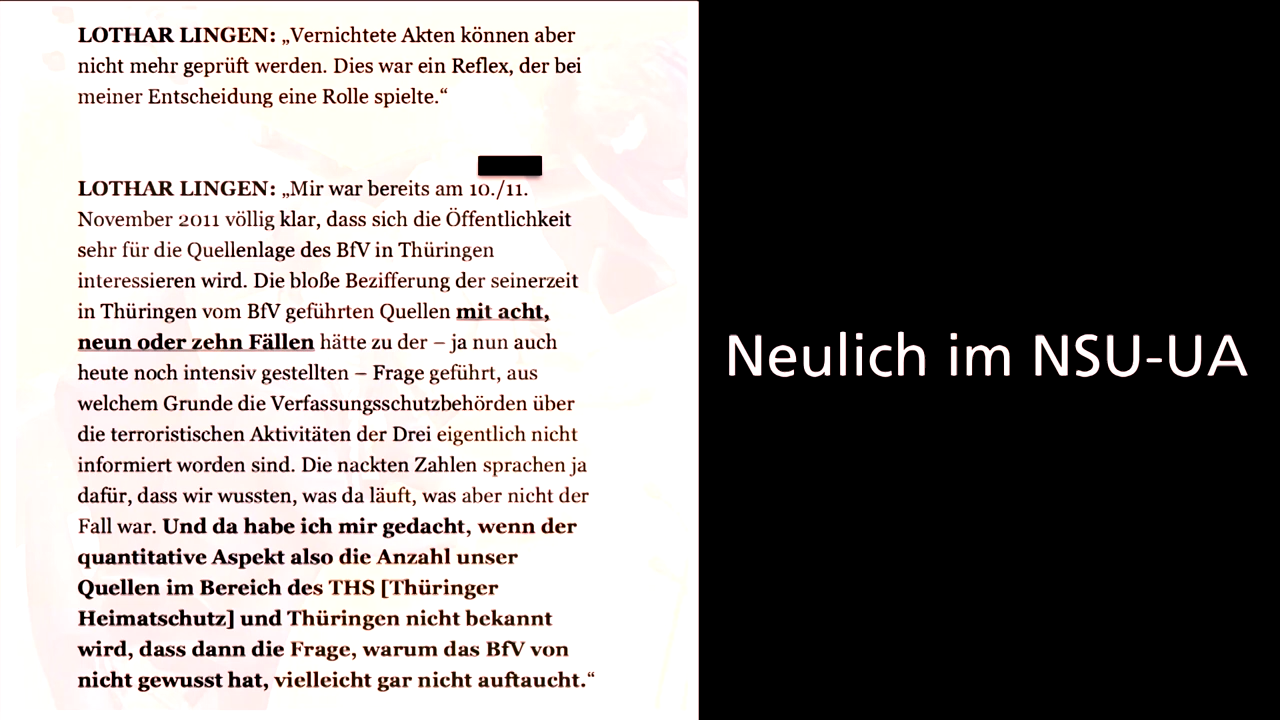 LOTHAR LINGEN: „Vernichtete Akten können aber
nicht mehr geprüft werden. Dies war ein Reflex, der bei
meiner Entscheidung eine Rolle spielte.“
LOTHAR LINGEN: „Mir war bereits am 10./11.
November 2011 völlig klar, dass sich die Öffentlichkeit
sehr für die Quellenlage des BfV in Thüringen
interessieren wird. Die bloße Bezifferung der seinerzeit
in Thüringen vom BfV geführten Quellen mit acht,
neun oder zehn Fällen hätte zu der – ja nun auch
heute noch intensiv gestellten – Frage geführt, aus
welchem Grunde die Verfassungsschutzbehörden über
die terroristischen Aktivitäten der Drei eigentlich nicht
informiert worden sind. Die nackten Zahlen sprachen ja
dafür, dass wir wussten, was da läuft, was aber nicht der
Fall war. Und da habe ich mir gedacht, wenn der
quantitative Aspekt also die Anzahl unser
Quellen im Bereich des THS [Thüringer
Heimatschutz] und Thüringen nicht bekannt
wird, dass dann die Frage, warum das BfV von
nicht gewusst hat, vielleicht gar nicht auftaucht.“
Neulich im NSU-UA